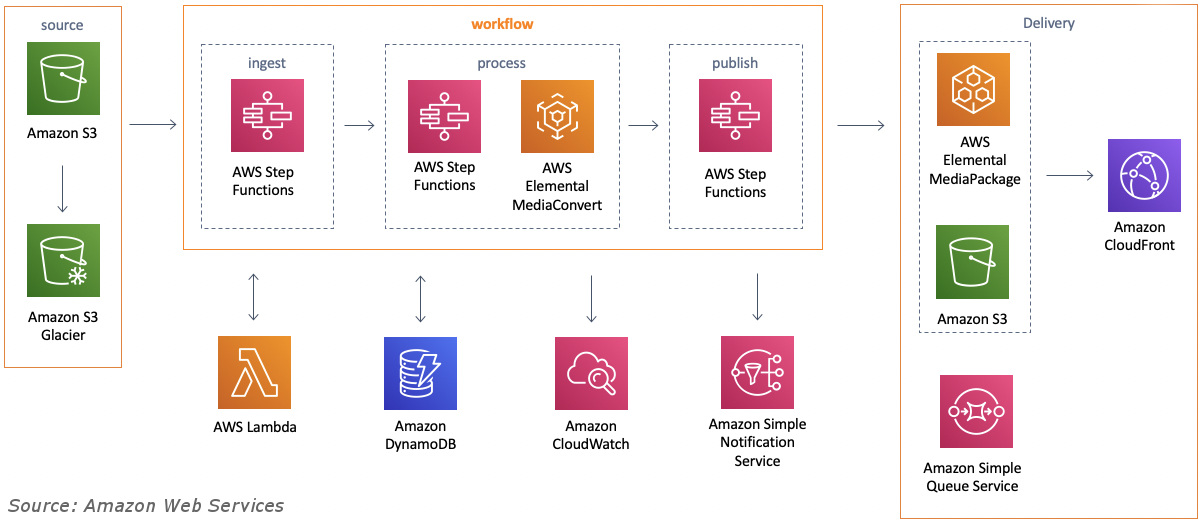 source
Amazon S3
Amazon S3
Glacier
workflow
ingest
AWS Step
Functions
process
AWS Step
Functions
AWS
Elemental
MediaConvert
publish
AWS Step
Functions
AWS Lambda
Amazon
DynamoDB
Amazon
CloudWatch
Amazon Simple
Notification
Service
Delivery
AWS
Elemental
MediaPackage
Amazon S3
Amazon
CloudFront
Amazon Simple
Queue Service
Source: Amazon Web Services